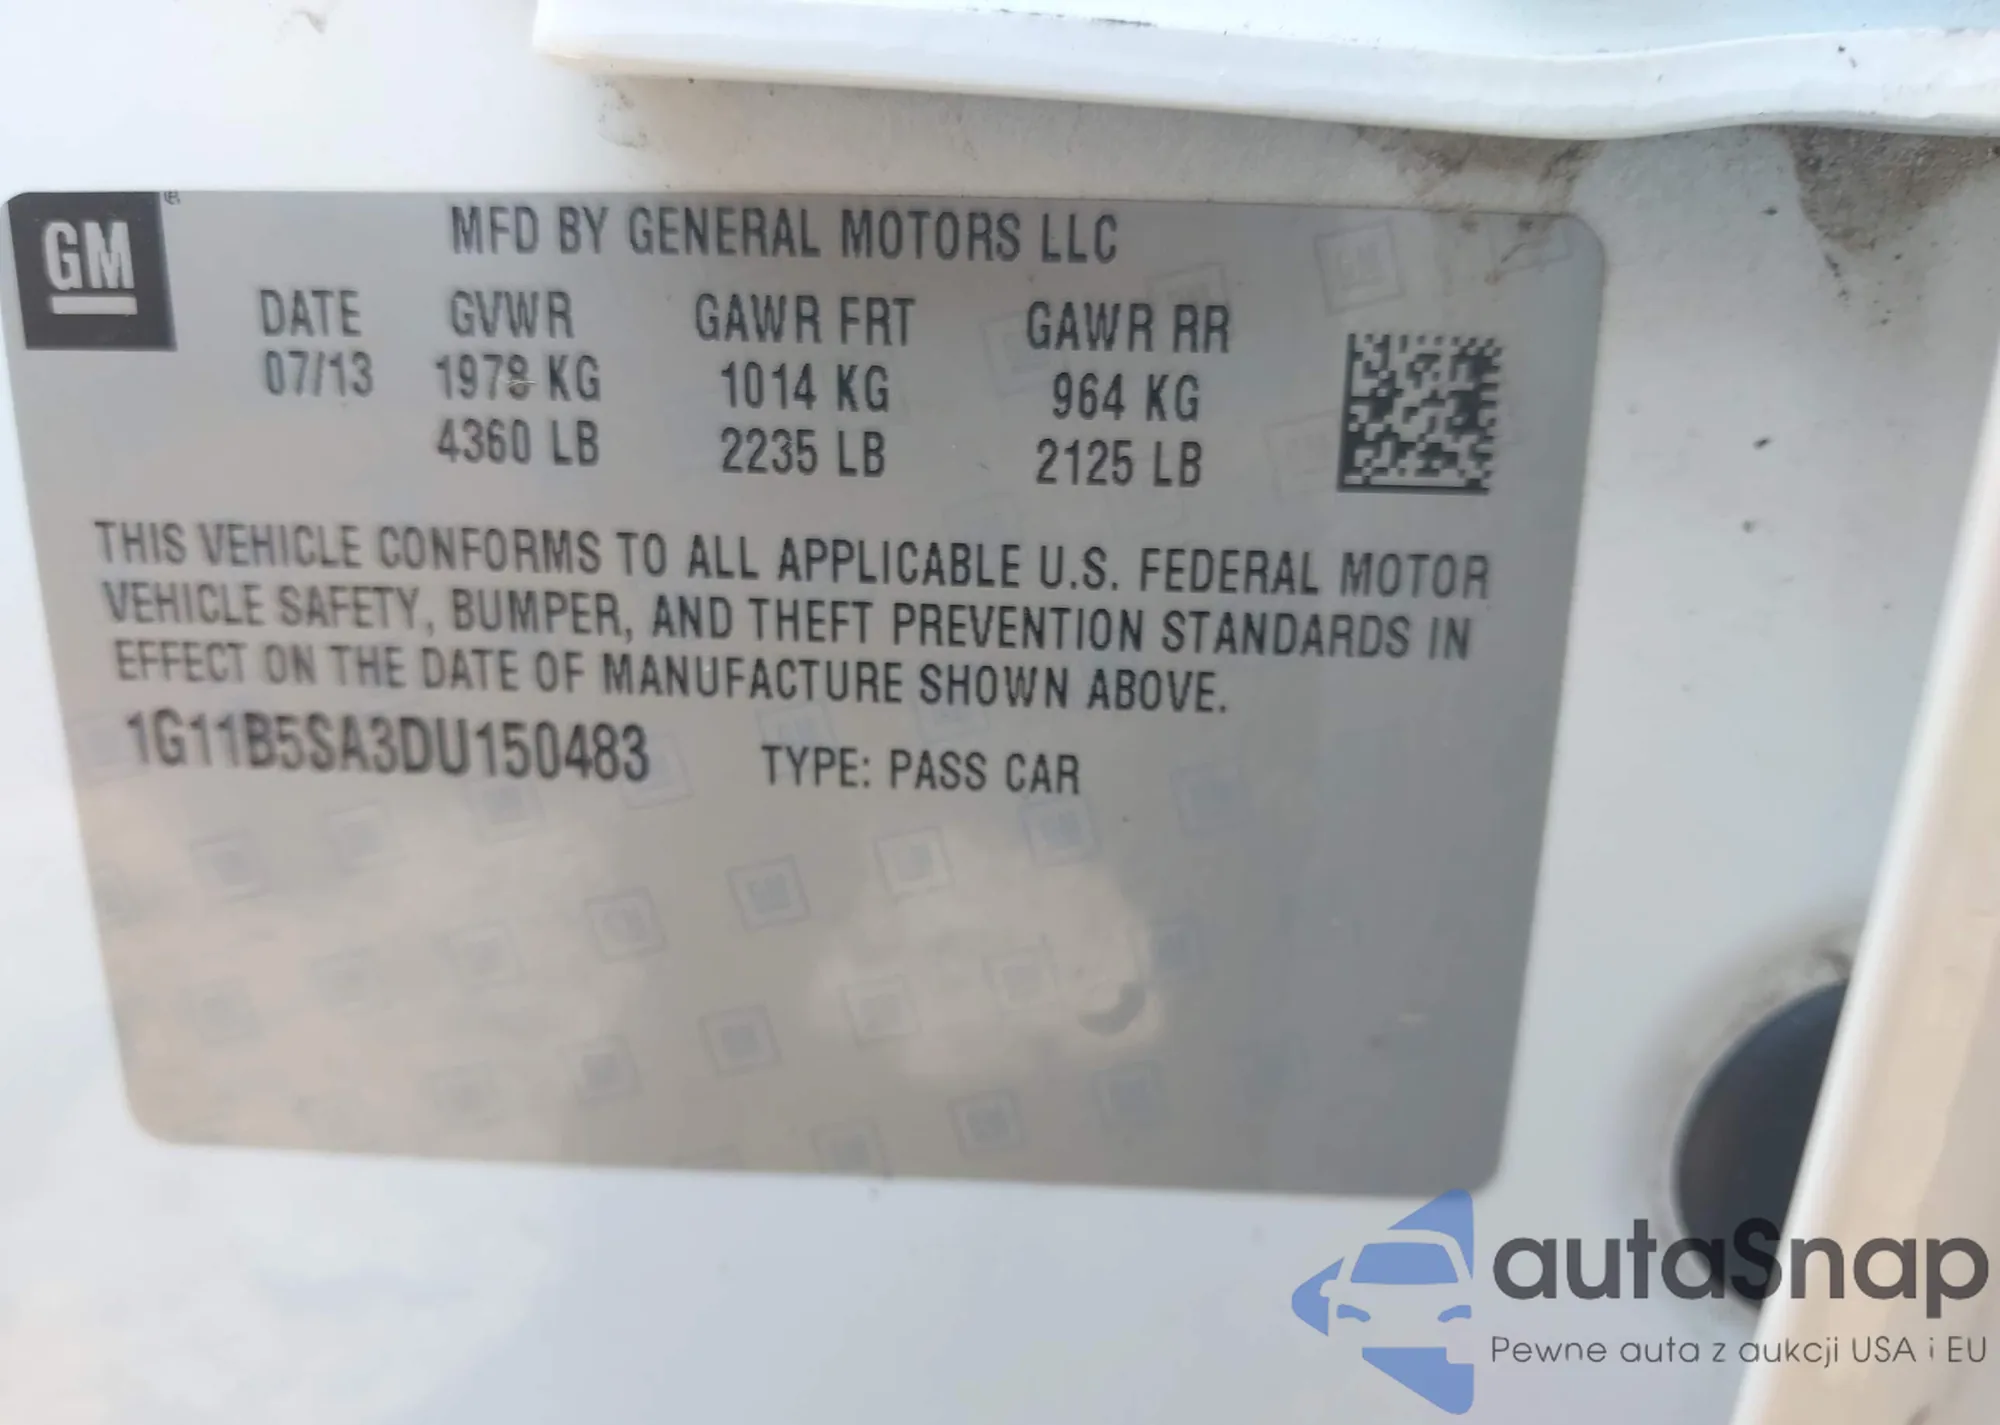 GM ®
MFD BY GENERAL MOTORS LLC
DATE GVWR GAWR FRT GAWR RR
07/13 1978 KG 1014 KG 964 KG
4360 LB 2235 LB 2125 LB
THIS VEHICLE CONFORMS TO ALL APPLICABLE U.S. FEDERAL MOTOR
VEHICLE SAFETY, BUMPER, AND THEFT PREVENTION STANDARDS IN
EFFECT ON THE DATE OF MANUFACTURE SHOWN ABOVE.
1G11B5SA3DU150483 TYPE: PASS CAR
autaSnap
Pewne auta z aukcji USA i EU